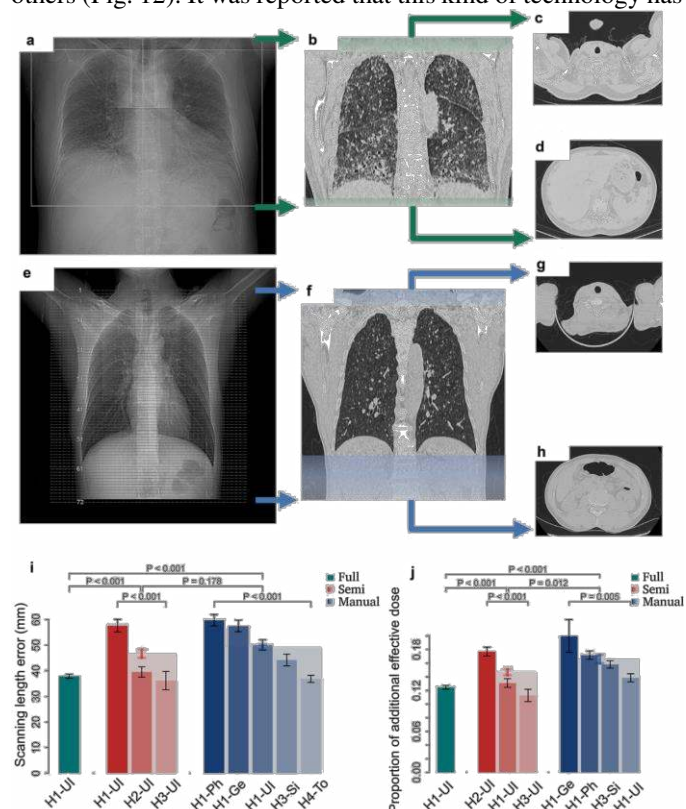 others (Fig. 12). It was reported that this kind of technology has
a
b
c
d
e
f
g
h
i
P < 0.001
P < 0.001
P = 0.178
P < 0.001
P < 0.001
Full
Semi
Manual
Scanning length error (mm)
60
50
40
30
20
10
0
H1-UI
H1-UI
H2-UI
H3-UI
H1-Ph
H1-Ge
H1-UI
H3-Si
H4-To
j
P < 0.001
P < 0.001
P = 0.012
P < 0.001
P = 0.005
Full
Semi
Manual
Proportion of additional effective dose
0.18
0.12
0.06
0.00
H1-UI
H2-UI
H1-UI
H3-UI
H1-Ge
H1-Ph
H3-Si
H1-UI